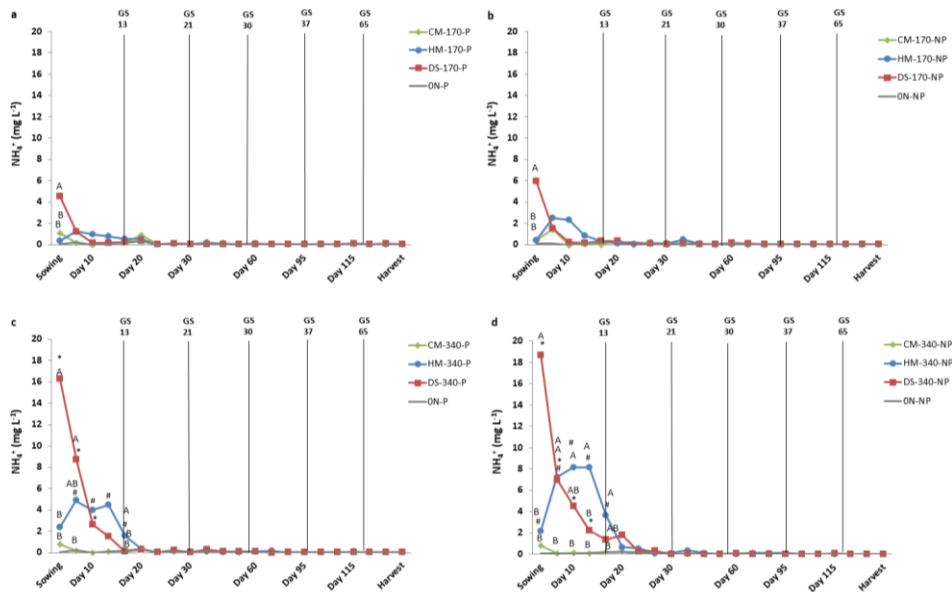 a
GS GS GS GS GS
13 21 30 37 65
20
18
16
14
12
10
8
6
4
2
0
NH₄⁺ (mg L⁻¹)
CM-170-P
HM-170-P
DS-170-P
0N-P
A
B
B
Sowing Day 10 Day 20 Day 30 Day 60 Day 95 Day 115 Harvest
b
GS GS GS GS GS
13 21 30 37 65
20
18
16
14
12
10
8
6
4
2
0
NH₄⁺ (mg L⁻¹)
CM-170-NP
HM-170-NP
DS-170-NP
0N-NP
A
B
B
Sowing Day 10 Day 20 Day 30 Day 60 Day 95 Day 115 Harvest
c
GS GS GS GS GS
13 21 30 37 65
20
18
16
14
12
10
8
6
4
2
0
NH₄⁺ (mg L⁻¹)
CM-340-P
HM-340-P
DS-340-P
0N-P
*
A
A
*
AB
#
#
#
A
#
B
B
B
B
*
B
Sowing Day 10 Day 20 Day 30 Day 60 Day 95 Day 115 Harvest
d
GS GS GS GS GS
13 21 30 37 65
20
18
16
14
12
10
8
6
4
2
0
NH₄⁺ (mg L⁻¹)
CM-340-NP
HM-340-NP
DS-340-NP
0N-NP
A
*
A
A
*
#
#
A
A
#
A
#
B
#
AB
*
B
*
AB
B
B
B
B
B
Sowing Day 10 Day 20 Day 30 Day 60 Day 95 Day 115 Harvest